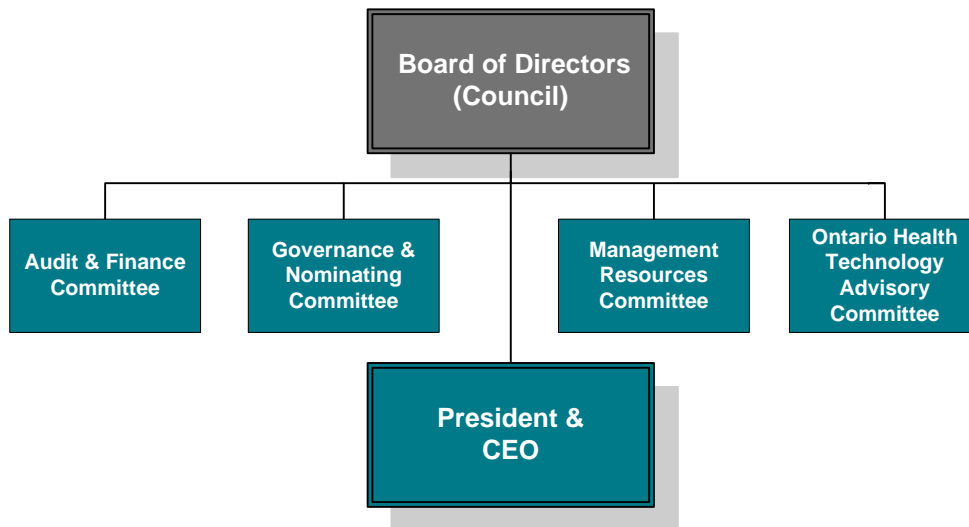 Board of Directors
(Council)
Audit & Finance
Committee
Governance &
Nominating
Committee
Management
Resources
Committee
Ontario Health
Technology
Advisory
Committee
President &
CEO